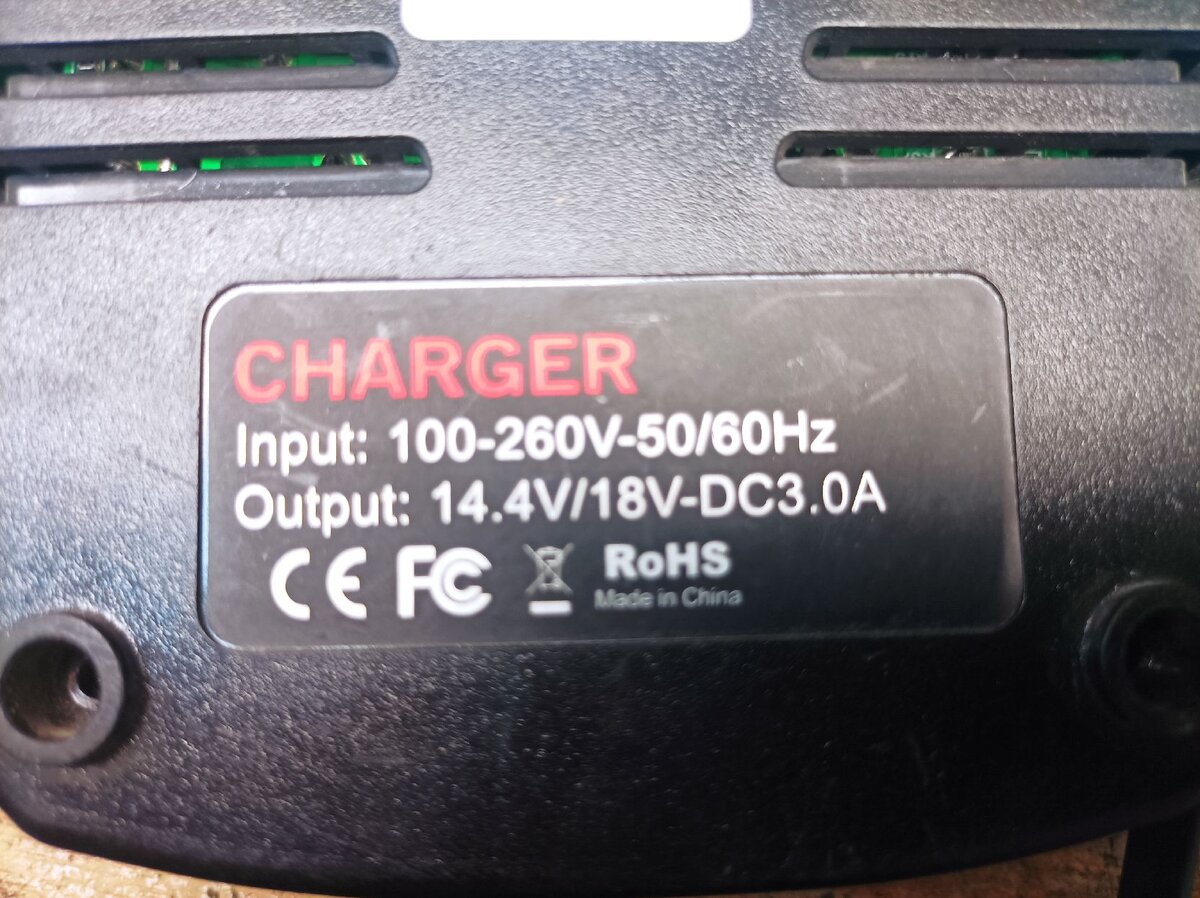 CHARGER
Input: 100-260V-50/60Hz
Output: 14.4V/18V-DC3.0A
CE FC RoHS
Made in China